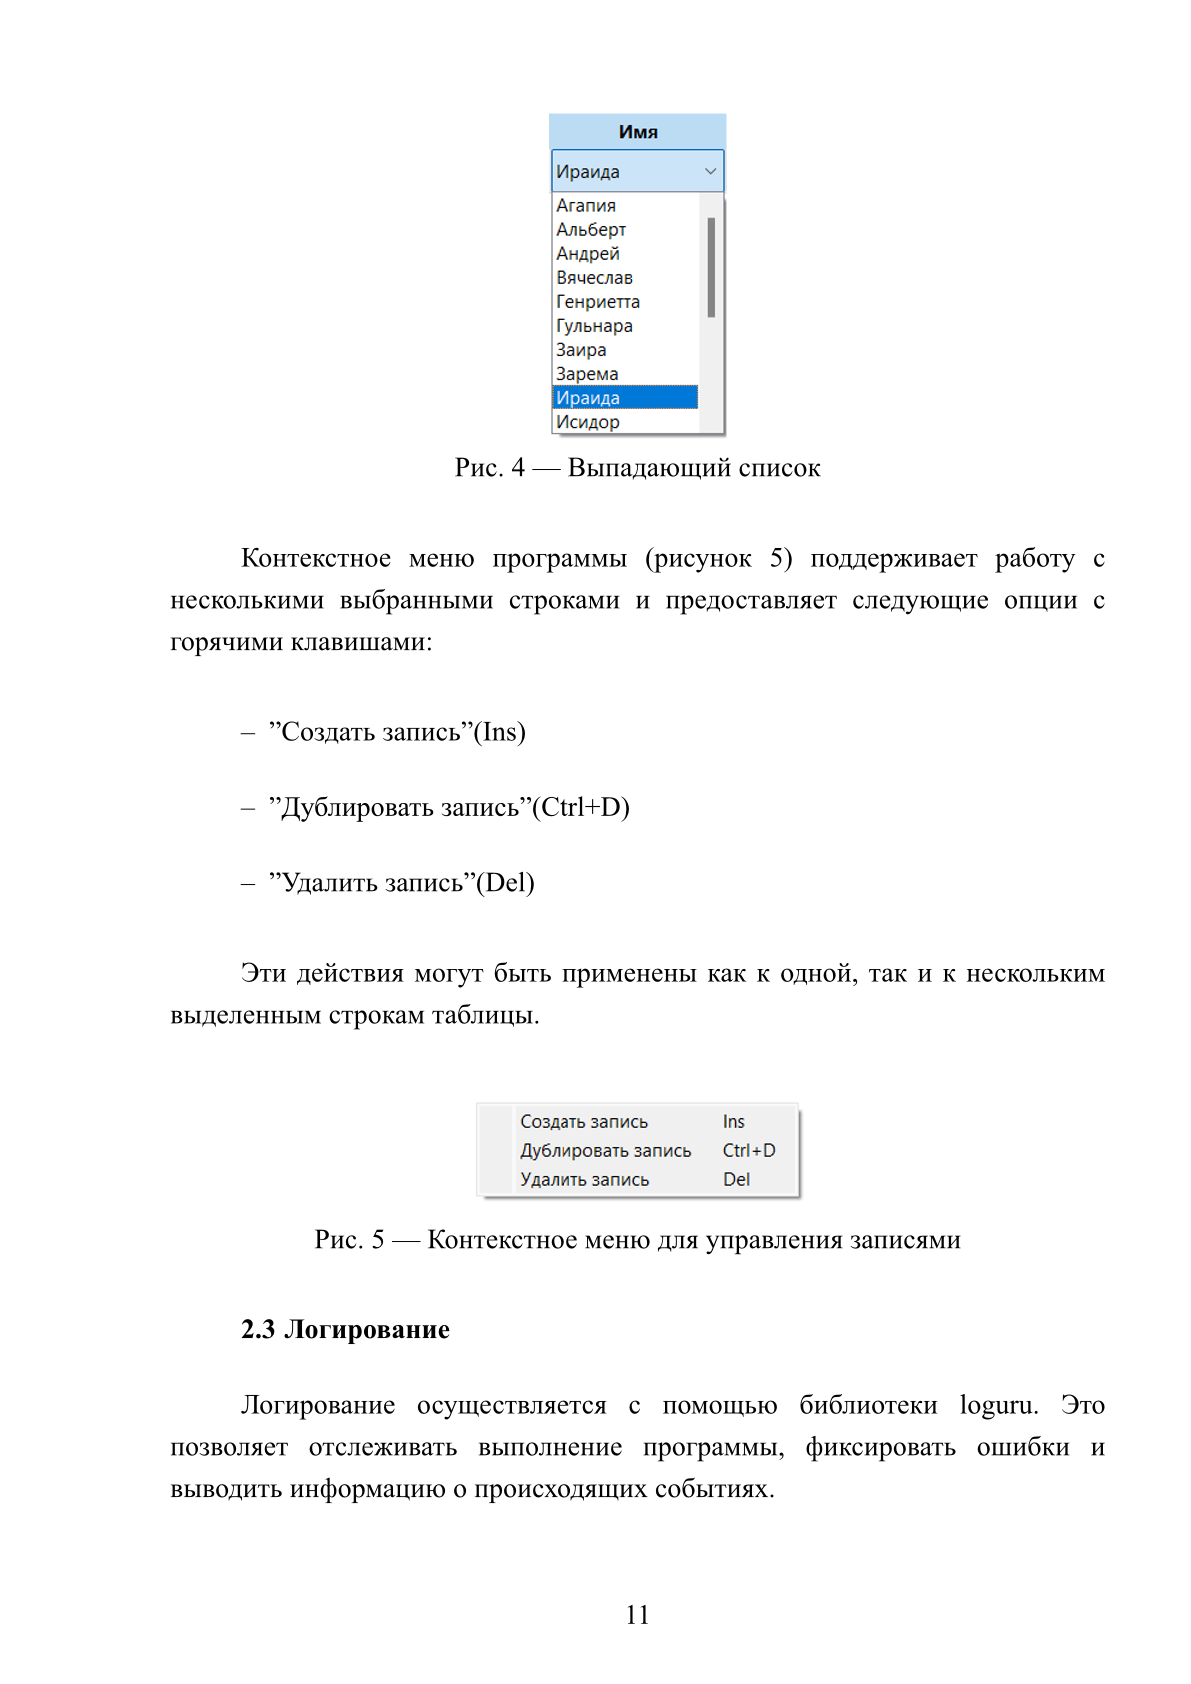 Имя
Ираида
Агапия
Альберт
Андрей
Вячеслав
Генриетта
Гульнара
Заира
Зарема
Ираида
Исидор
Рис. 4 — Выпадающий список
Контекстное меню программы (рисунок 5) поддерживает работу с
несколькими выбранными строками и предоставляет следующие опции с
горячими клавишами:
– ”Создать запись”(Ins)
– ”Дублировать запись”(Ctrl+D)
– ”Удалить запись”(Del)
Эти действия могут быть применены как к одной, так и к нескольким
выделенным строкам таблицы.
Создать запись Ins
Дублировать запись Ctrl+D
Удалить запись Del
Рис. 5 — Контекстное меню для управления записями
2.3 Логирование
Логирование осуществляется с помощью библиотеки loguru. Это
позволяет отслеживать выполнение программы, фиксировать ошибки и
выводить информацию о происходящих событиях.
11